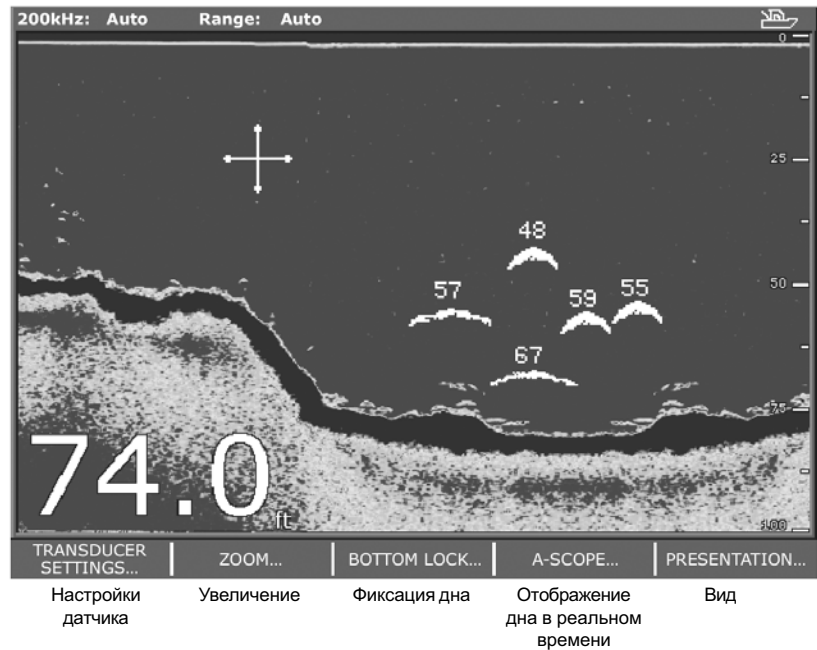 200kHz: Auto Range: Auto
0
25
48
50
57
59
55
67
75
74.0 ft
100
TRANSDUCER
SETTINGS...
ZOOM...
BOTTOM LOCK...
A-SCOPE...
PRESENTATION...
Настройки
датчика
Увеличение
Фиксация дна
Отображение
дна в реальном
времени
Вид